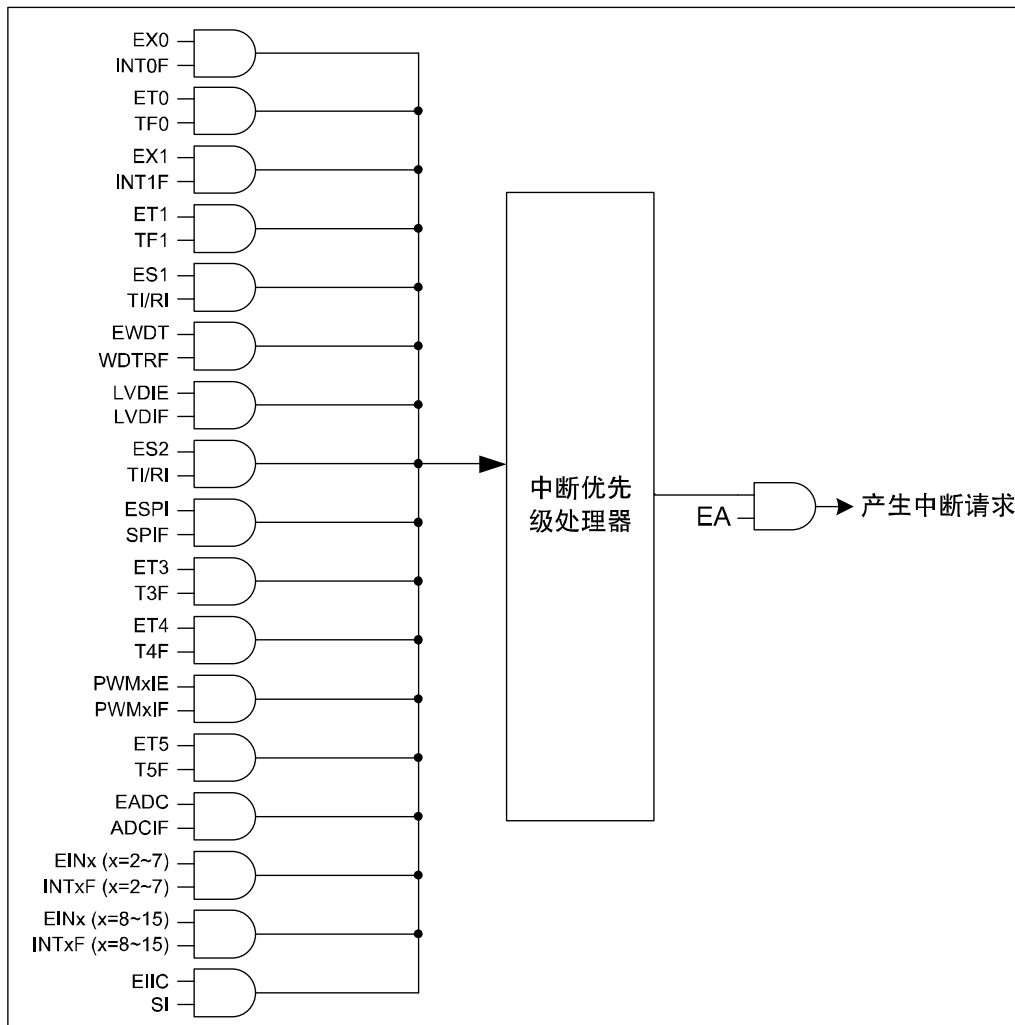 EX0
INT0F
ET0
TF0
EX1
INT1F
ET1
TF1
ES1
TI/RI
EWDT
WDTRF
LVDIE
LVDIF
ES2
TI/RI
ESPI
SPIF
ET3
T3F
ET4
T4F
PWMxIE
PWMxIF
ET5
T5F
EADC
ADCIF
EINx (x=2~7)
INTxF (x=2~7)
EINx (x=8~15)
INTxF (x=8~15)
EIIC
SI
中断优先
级处理器
EA
产生中断请求